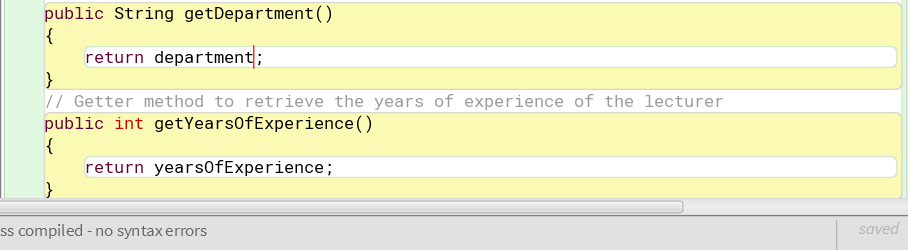 public String getDepartment()
{
return department;
}
// Getter method to retrieve the years of experience of the lecturer
public int getYearsOfExperience()
{
return yearsOfExperience;
}
ss compiled - no syntax errors
saved